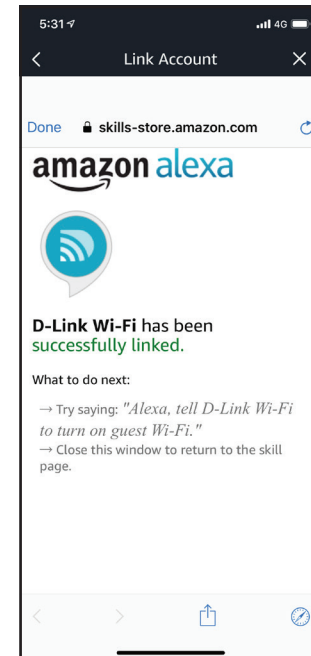 5:31
4G
Link Account
Done skills-store.amazon.com
amazon alexa
D-Link Wi-Fi has been
successfully linked.
What to do next:
→ Try saying: "Alexa, tell D-Link Wi-Fi
to turn on guest Wi-Fi."
→ Close this window to return to the skill
page.